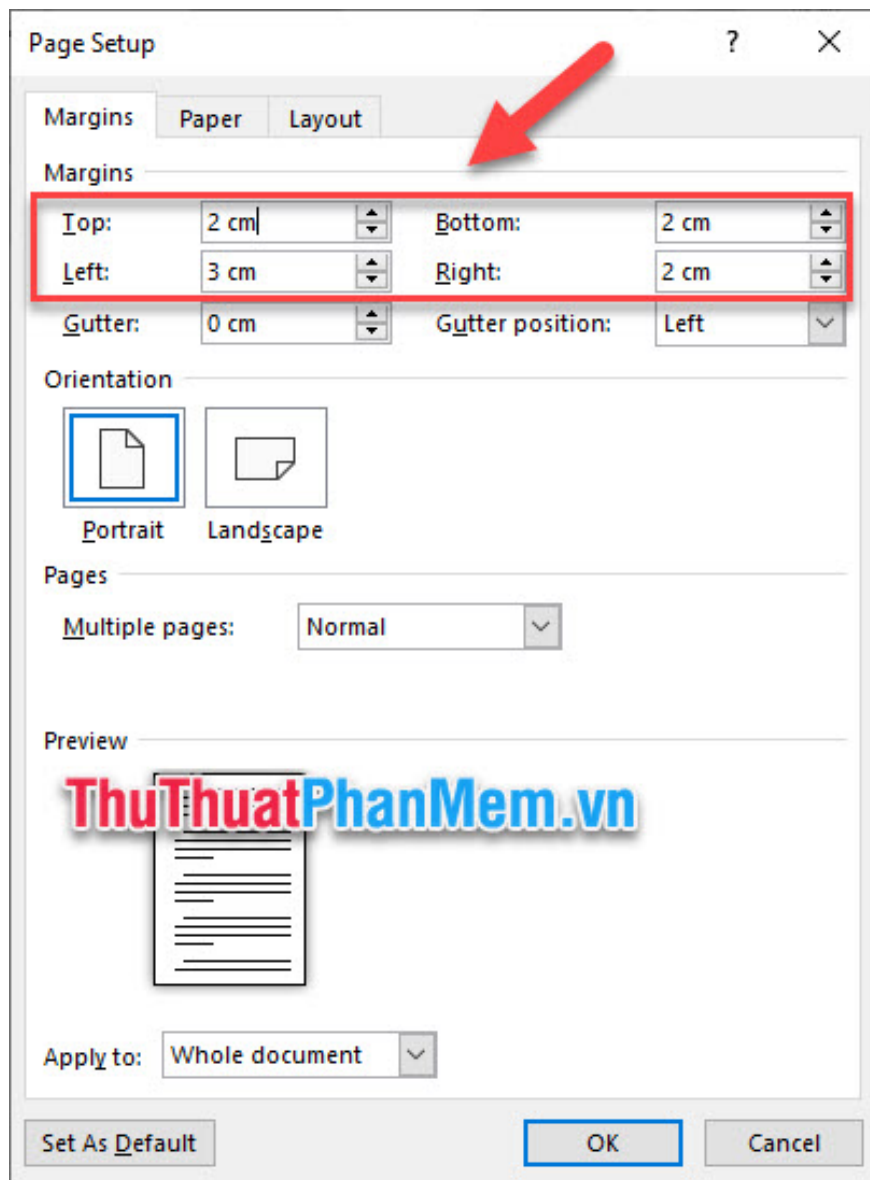 Page Setup ?
Margins Paper Layout
Margins
Top: 2 cm Bottom: 2 cm
Left: 3 cm Right: 2 cm
Gutter: 0 cm Gutter position: Left
Orientation
Portrait Landscape
Pages
Multiple pages: Normal
Preview
ThuThuatPhanMem.vn
Apply to: Whole document
Set As Default OK Cancel